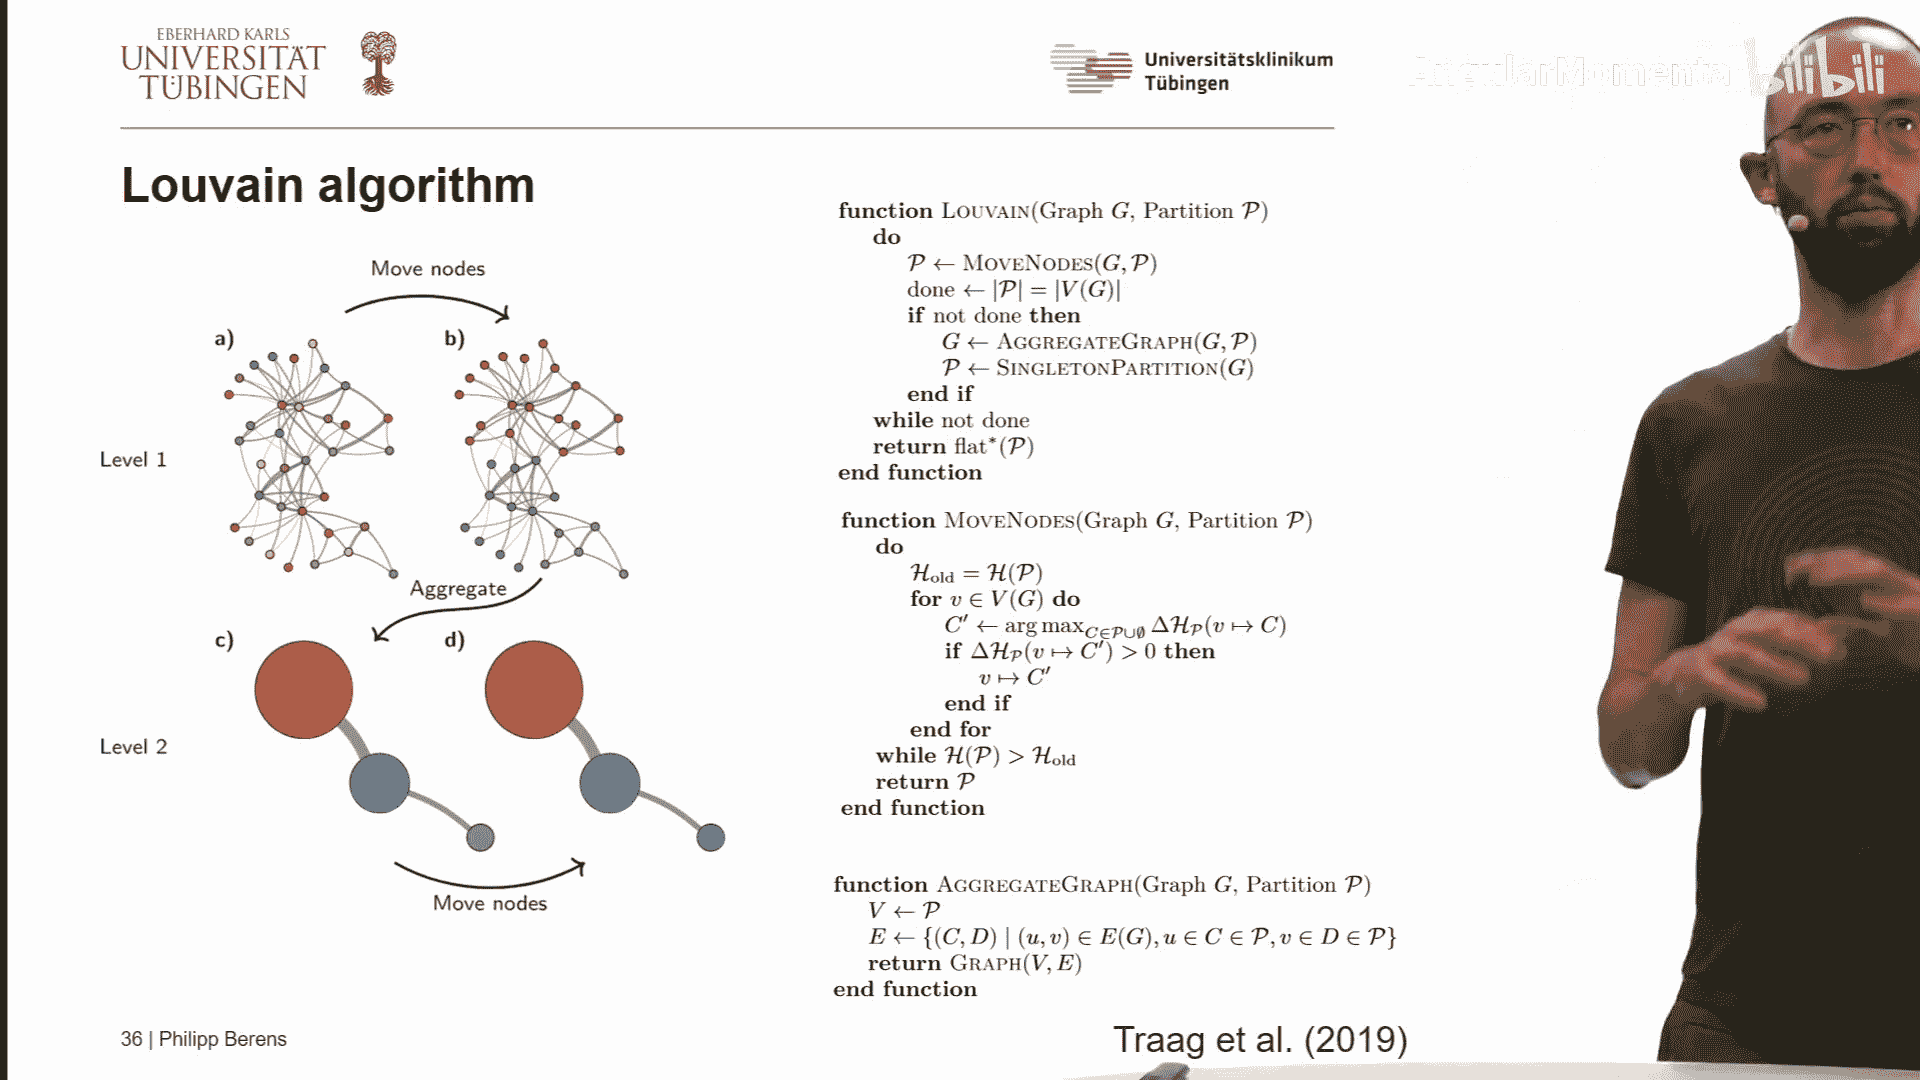 EBERHARD KARLS
UNIVERSITÄT
TÜBINGEN
Universitätsklinikum
Tübingen
AngularMomenta
bilibili
Louvain algorithm
Move nodes
a)
b)
Level 1
Aggregate
c)
d)
Level 2
Move nodes
function LOUVAIN(Graph G, Partition 𝒫)
do
𝒫 ← MOVENODES(G, 𝒫)
done ← |𝒫| = |V(G)|
if not done then
G ← AGGREGATEGRAPH(G, 𝒫)
𝒫 ← SINGLETONPARTITION(G)
end if
while not done
return flat*(𝒫)
end function
function MOVENODES(Graph G, Partition 𝒫)
do
ℋ_old = ℋ(𝒫)
for v ∈ V(G) do
C′ ← arg max_{C∈𝒫∪∅} Δℋ_𝒫(v ↦ C)
if Δℋ_𝒫(v ↦ C′) > 0 then
v ↦ C′
end if
end for
while ℋ(𝒫) > ℋ_old
return 𝒫
end function
function AGGREGATEGRAPH(Graph G, Partition 𝒫)
V ← 𝒫
E ← {(C, D) | (u, v) ∈ E(G), u ∈ C ∈ 𝒫, v ∈ D ∈ 𝒫}
return GRAPH(V, E)
end function
36 | Philipp Berens
Traag et al. (2019)